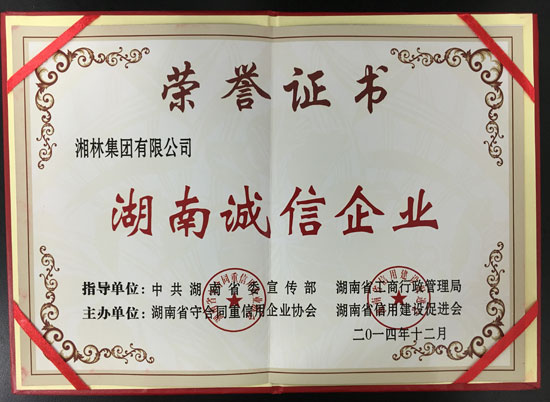 荣誉证书
湘林集团有限公司
湖南诚信企业
指导单位：中共湖南省委宣传部 湖南省工商行政管理局
主办单位：湖南省守合同重信用企业协会 湖南省信用建设促进会
二〇一四年十二月